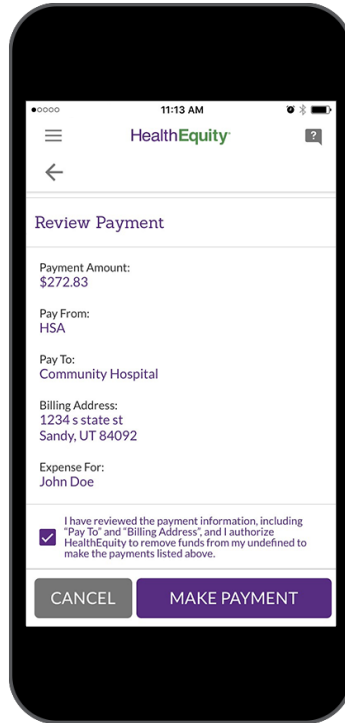 11:13 AM
HealthEquity
?
Review Payment
Payment Amount:
$272.83
Pay From:
HSA
Pay To:
Community Hospital
Billing Address:
1234 s state st
Sandy, UT 84092
Expense For:
John Doe
I have reviewed the payment information, including
"Pay To" and "Billing Address", and I authorize
HealthEquity to remove funds from my undefined to
make the payments listed above.
CANCEL
MAKE PAYMENT